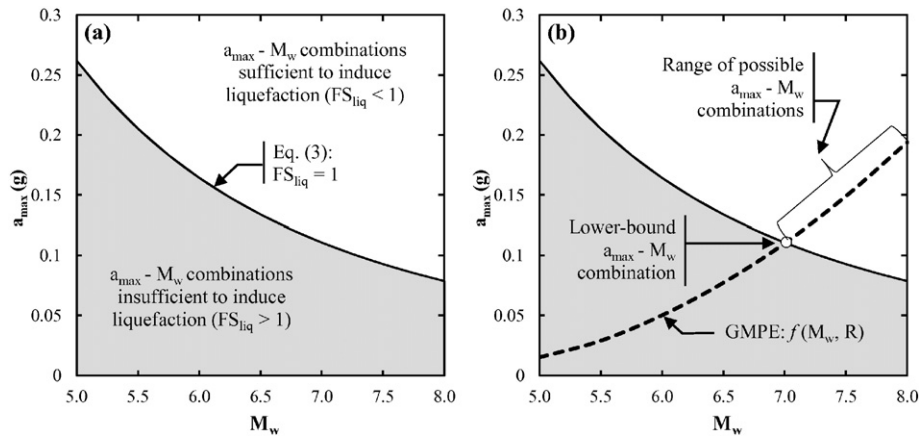 (a)
a_max - M_w combinations
sufficient to induce
liquefaction (FS_liq < 1)
Eq. (3):
FS_liq = 1
a_max - M_w combinations
insufficient to induce
liquefaction (FS_liq > 1)
a_max (g)
0.3
0.25
0.2
0.15
0.1
0.05
0
5.0 5.5 6.0 6.5 7.0 7.5 8.0
M_w
(b)
Range of possible
a_max - M_w
combinations
Lower-bound
a_max - M_w
combination
GMPE: f (M_w, R)
a_max (g)
0.3
0.25
0.2
0.15
0.1
0.05
0
5.0 5.5 6.0 6.5 7.0 7.5 8.0
M_w